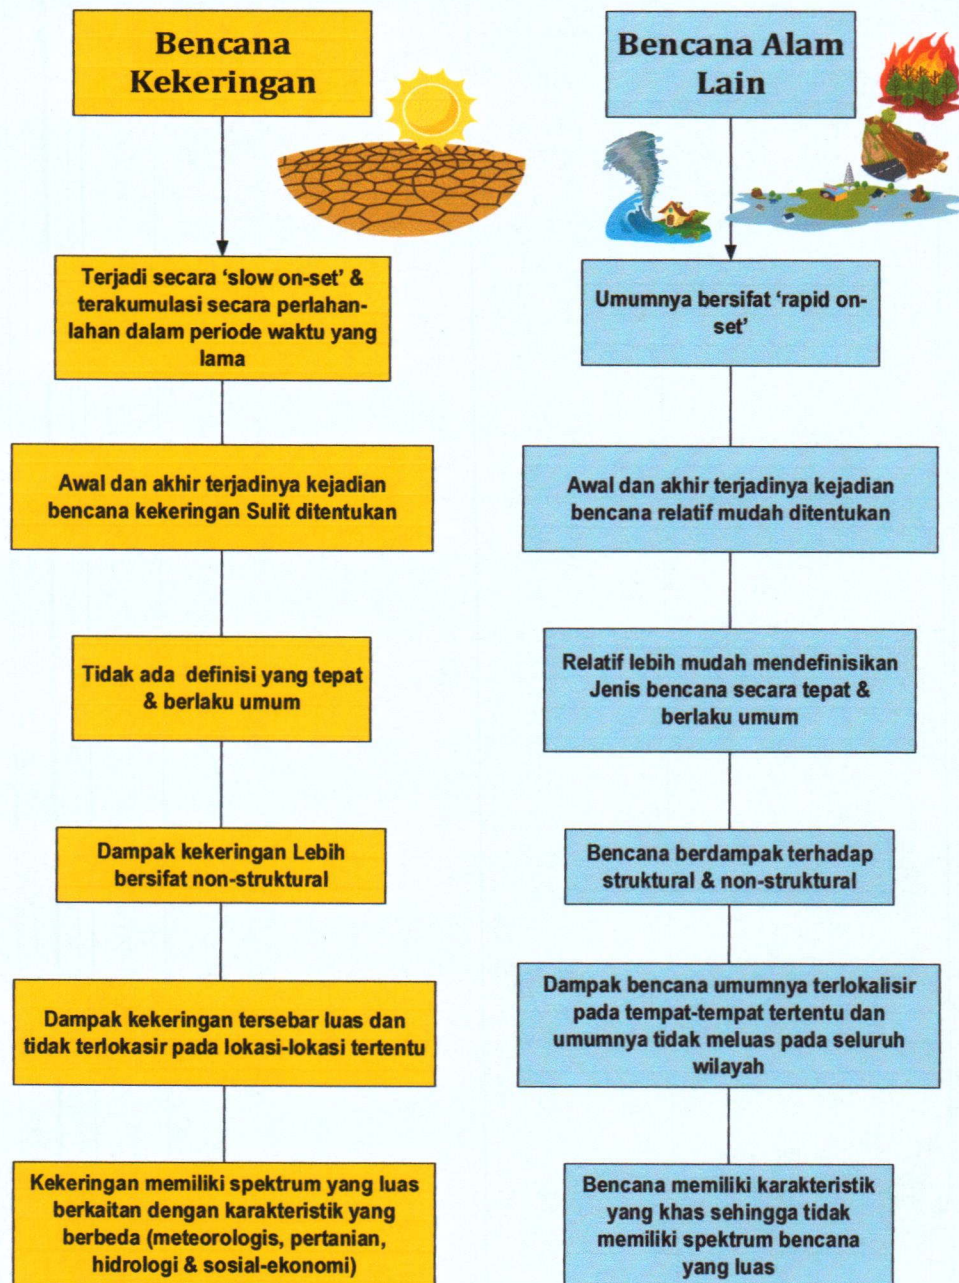 Bencana
Kekeringan
Bencana Alam
Lain
Terjadi secara ‘slow on-set’ &
terakumulasi secara perlahan-
lahan dalam periode waktu yang
lama
Umumnya bersifat ‘rapid on-
set’
Awal dan akhir terjadinya kejadian
bencana kekeringan Sulit ditentukan
Awal dan akhir terjadinya kejadian
bencana relatif mudah ditentukan
Tidak ada definisi yang tepat
& berlaku umum
Relatif lebih mudah mendefinisikan
Jenis bencana secara tepat &
berlaku umum
Dampak kekeringan Lebih
bersifat non-struktural
Bencana berdampak terhadap
struktural & non-struktural
Dampak kekeringan tersebar luas dan
tidak terlokasir pada lokasi-lokasi tertentu
Dampak bencana umumnya terlokalisir
pada tempat-tempat tertentu dan
umumnya tidak meluas pada seluruh
wilayah
Kekeringan memiliki spektrum yang luas
berkaitan dengan karakteristik yang
berbeda (meteorologis, pertanian,
hidrologi & sosial-ekonomi)
Bencana memiliki karakteristik
yang khas sehingga tidak
memiliki spektrum bencana
yang luas